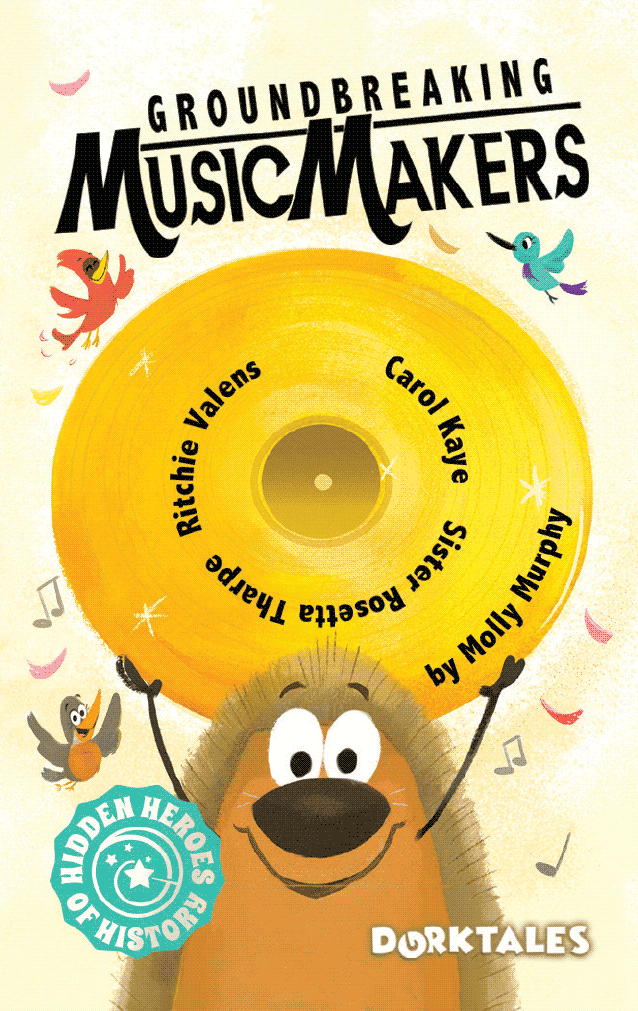 GROUNDBREAKING
MUSICMAKERS
Ritchie Valens
Carol Kaye
Sister Rosetta Tharpe
by Molly Murphy
HIDDEN HEROES
OF HISTORY
DORKTALES